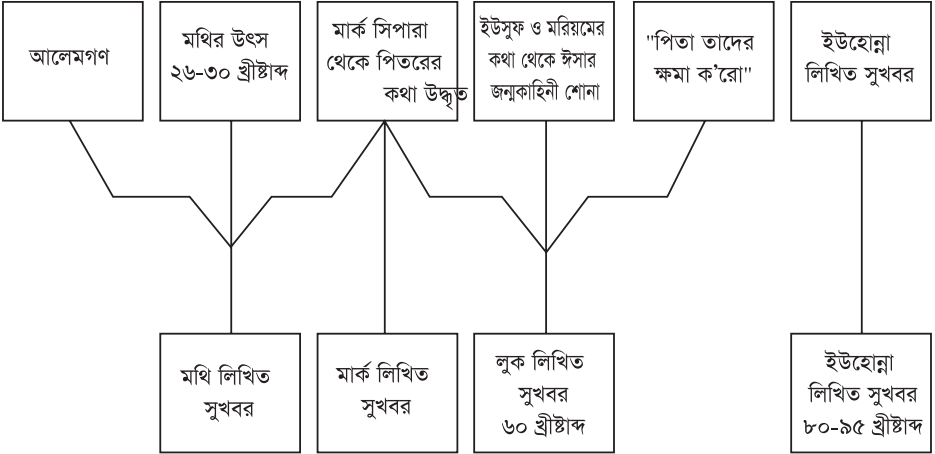 আলেমগণ
মথির উৎস
২৬-৩০ খ্রীষ্টাব্দ
মার্ক সিপারা
থেকে পিতরের
কথা উদ্ধৃত
ইউসুফ ও মরিয়মের
কথা থেকে ঈসার
জন্মকাহিনী শোনা
"পিতা তাদের
ক্ষমা ক'রো"
ইউহোন্না
লিখিত সুখবর
মথি লিখিত
সুখবর
মার্ক লিখিত
সুখবর
লুক লিখিত
সুখবর
৬০ খ্রীষ্টাব্দ
ইউহোন্না
লিখিত সুখবর
৮০-৯৫ খ্রীষ্টাব্দ